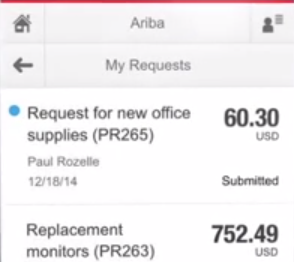 Ariba
My Requests
Request for new office
60.30
supplies (PR265)
USD
Paul Rozelle
12/18/14
Submitted
Replacement
752.49
monitors (PR263)
USD